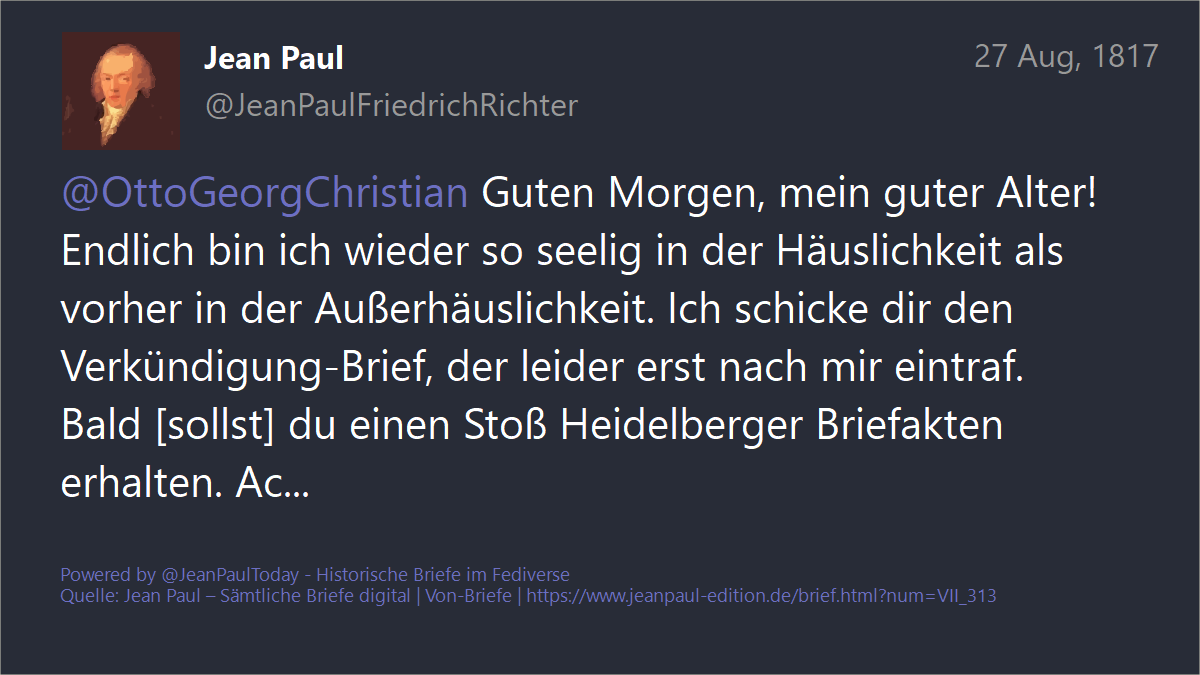 Jean Paul
27 Aug, 1817
@JeanPaulFriedrichRichter
@OttoGeorgChristian Guten Morgen, mein guter Alter!
Endlich bin ich wieder so seelig in der Häuslichkeit als
vorher in der Außerhäuslichkeit. Ich schicke dir den
Verkündigung-Brief, der leider erst nach mir eintraf.
Bald [sollst] du einen Stoß Heidelberger Briefakten
erhalten. Ac...
Powered by @JeanPaulToday - Historische Briefe im Fediverse
Quelle: Jean Paul – Sämtliche Briefe digital | Von-Briefe | https://www.jeanpaul-edition.de/brief.html?num=VII_313